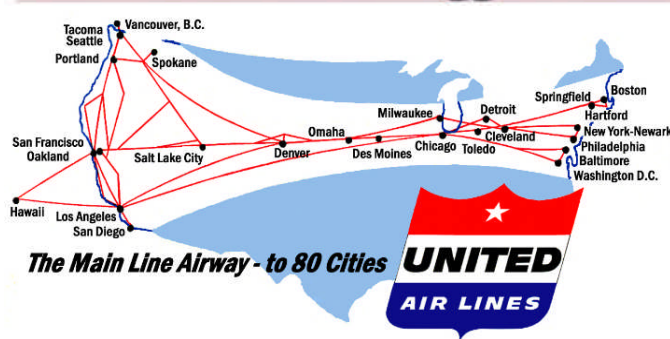 Vancouver, B.C.
Tacoma
Seattle
Portland
Spokane
San Francisco
Oakland
Salt Lake City
Hawaii
Los Angeles
San Diego
Denver
Omaha
Des Moines
Milwaukee
Chicago
Detroit
Toledo
Cleveland
Springfield
Boston
Hartford
New York-Newark
Philadelphia
Baltimore
Washington D.C.
The Main Line Airway - to 80 Cities
UNITED
AIR LINES